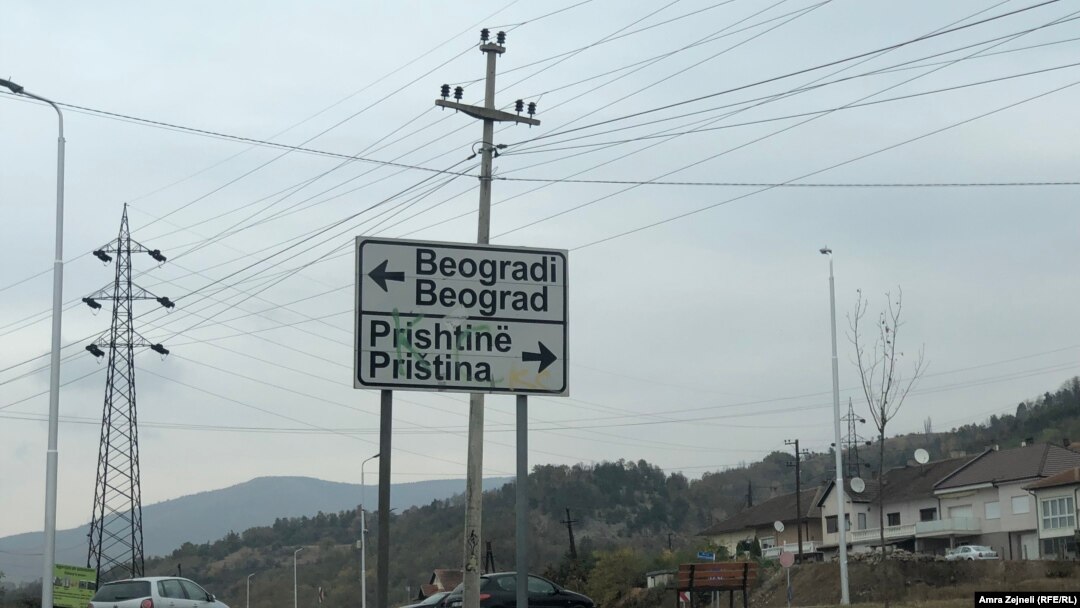 Beogradi
Beograd
Prishtinë
Priština
Amra Zejneli (RFE/RL)